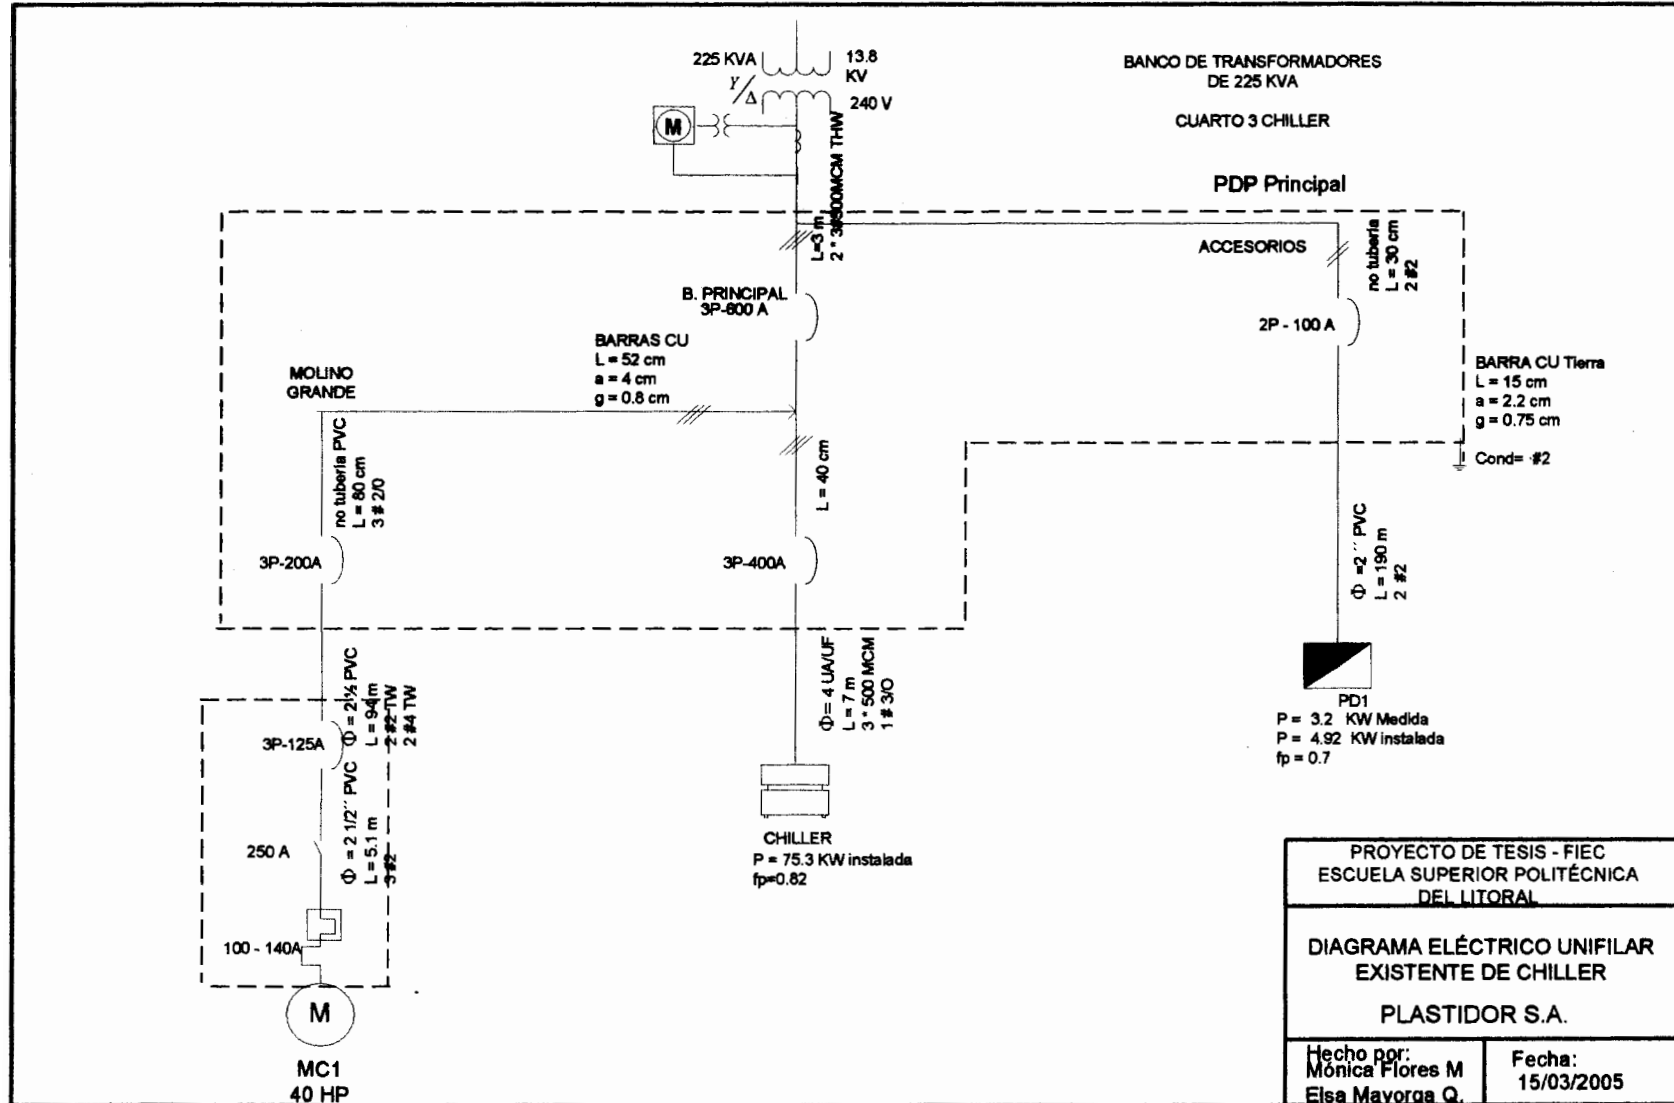 225 KVA
13.8
KV
Y/Δ
240 V
M
BANCO DE TRANSFORMADORES
DE 225 KVA
CUARTO 3 CHILLER
PDP Principal
L=3 m
ACCESORIOS
no tubería
L = 30 cm
2 #2
B. PRINCIPAL
2P - 100 A
BARRAS CU
L = 52 cm
a = 4 cm
g = 0.8 cm
MOLINO
GRANDE
BARRA CU Tierra
L = 15 cm
a = 2.2 cm
g = 0.75 cm
Cond= #2
no tubería PVC
L = 80 cm
3 # 2/0
L = 40 cm
3P-200A
3P-400A
Φ =2 ´´ PVC
L = 190 m
2 #2
Φ = 2 ½ PVC
L = 94 m
2 #2 TW
2 #4 TW
Φ = 4 UA/UF
L = 7 m
3 * 500 MCM
1 # 3/O
3P-125A
Φ = 2 1/2´´ PVC
L = 5.1 m
3 #2
250 A
100 - 140A
M
MC1
40 HP
CHILLER
P = 75.3 KW instalada
fp=0.82
PD1
P = 3.2 KW Medida
P = 4.92 KW instalada
fp = 0.7
PROYECTO DE TESIS - FIEC
ESCUELA SUPERIOR POLITÉCNICA
DEL LITORAL
DIAGRAMA ELÉCTRICO UNIFILAR
EXISTENTE DE CHILLER
PLASTIDOR S.A.
Hecho por:
Mónica Flores M
Elsa Mayorga Q.
Fecha:
15/03/2005